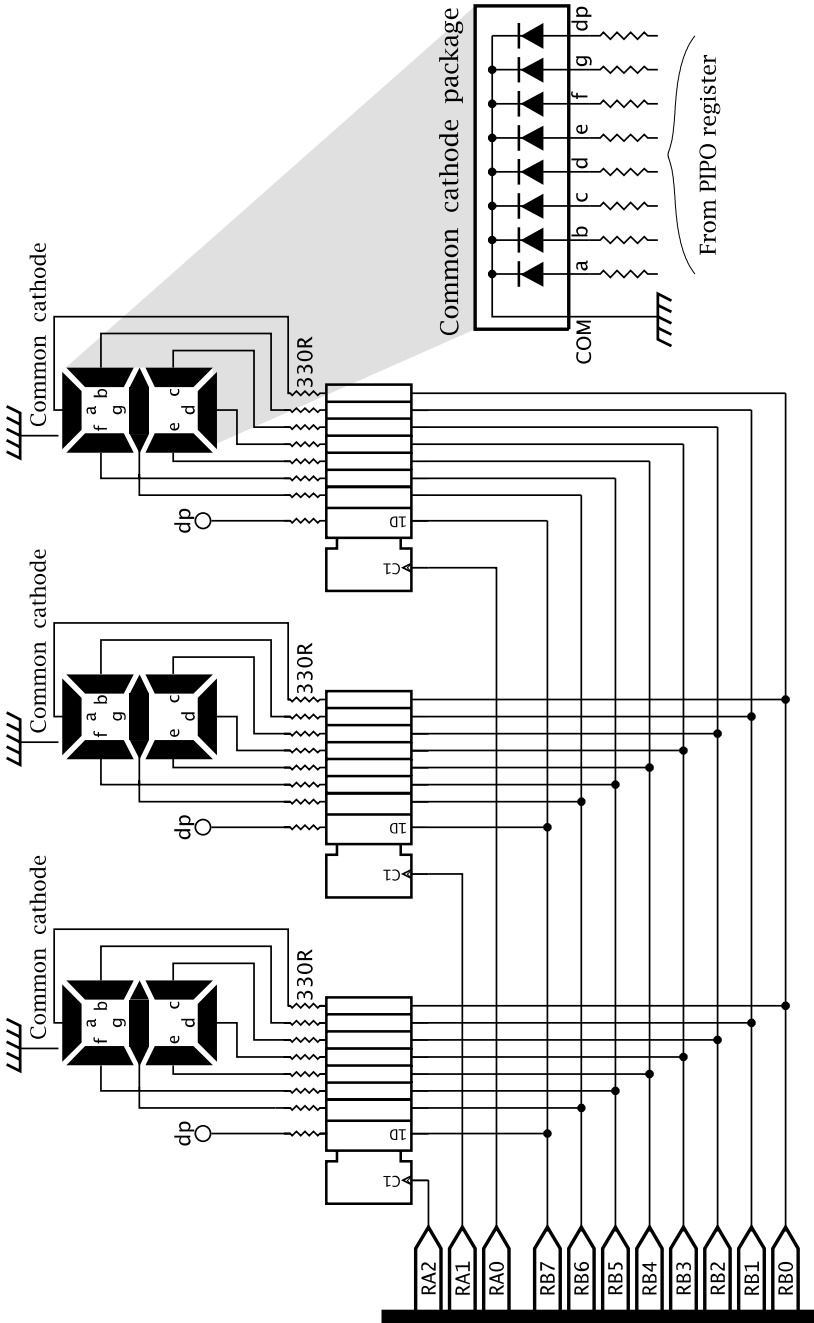 Common cathode package
dp
g
f
e
d
c
b
a
COM
From PIPO register
Common cathode
a
b
c
d
e
f
g
dp
330R
1D
C1
Common cathode
a
b
c
d
e
f
g
dp
330R
1D
C1
Common cathode
a
b
c
d
e
f
g
dp
330R
1D
C1
RA2
RA1
RA0
RB7
RB6
RB5
RB4
RB3
RB2
RB1
RB0